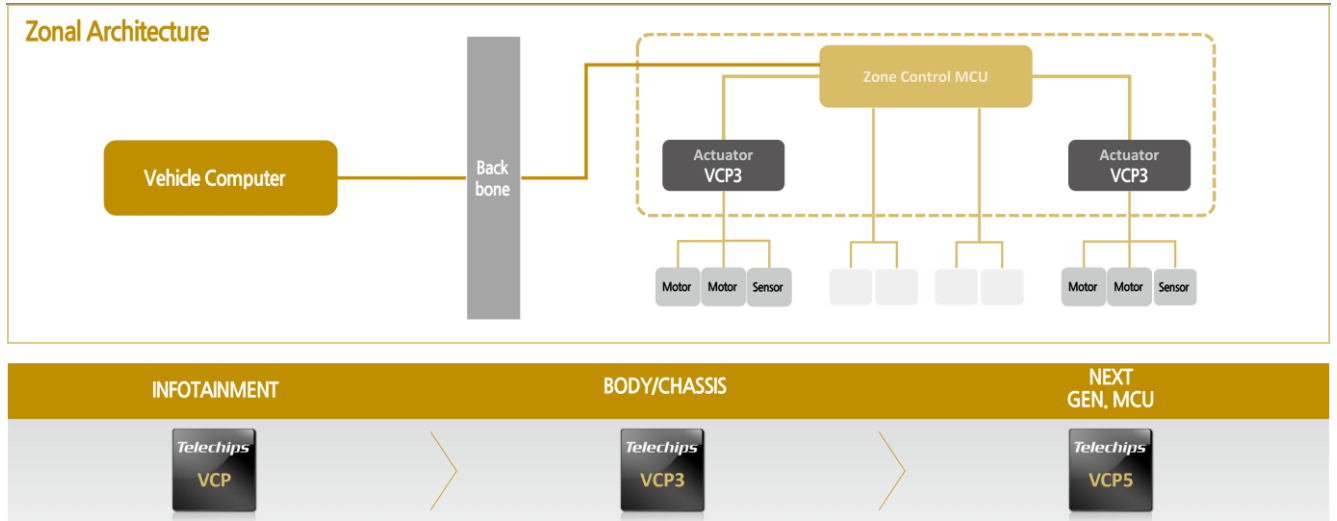 Zonal Architecture
Vehicle Computer
Back
bone
Zone Control MCU
Actuator
VCP3
Actuator
VCP3
Motor
Motor
Sensor
Motor
Motor
Sensor
INFOTAINMENT
BODY/CHASSIS
NEXT
GEN. MCU
Telechips
VCP
Telechips
VCP3
Telechips
VCP5